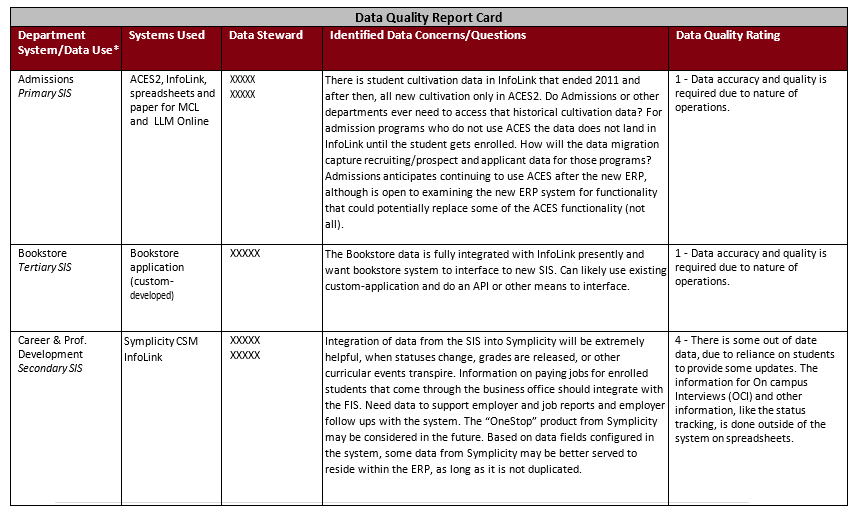 Data Quality Report Card
Department System/Data Use* Systems Used Data Steward Identified Data Concerns/Questions Data Quality Rating
Admissions
Primary SIS
ACES2, InfoLink,
spreadsheets and
paper for MCL
and LLM Online
XXXXX
XXXXX
There is student cultivation data in InfoLink that ended 2011 and
after then, all new cultivation only in ACES2. Do Admissions or other
departments ever need to access that historical cultivation data? For
admission programs who do not use ACES the data does not land in
InfoLink until the student gets enrolled. How will the data migration
capture recruiting/prospect and applicant data for those programs?
Admissions anticipates continuing to use ACES after the new ERP,
although is open to examining the new ERP system for functionality
that could potentially replace some of the ACES functionality (not
all).
1 - Data accuracy and quality is
required due to nature of
operations.
Bookstore
Tertiary SIS
Bookstore
application
(custom-
developed)
XXXXX
The Bookstore data is fully integrated with InfoLink presently and
want bookstore system to interface to new SIS. Can likely use existing
custom-application and do an API or other means to interface.
1 - Data accuracy and quality is
required due to nature of
operations.
Career & Prof.
Development
Secondary SIS
Symplicity CSM
InfoLink
XXXXX
XXXXX
Integration of data from the SIS into Symplicity will be extremely
helpful, when statuses change, grades are released, or other
curricular events transpire. Information on paying jobs for enrolled
students that come through the business office should integrate with
the FIS. Need data to support employer and job reports and employer
follow ups with the system. The “OneStop” product from Symplicity
may be considered in the future. Based on data fields configured in
the system, some data from Symplicity may be better served to
reside within the ERP, as long as it is not duplicated.
4 - There is some out of date
data, due to reliance on students
to provide some updates. The
information for On campus
Interviews (OCI) and other
information, like the status
tracking, is done outside of the
system on spreadsheets.